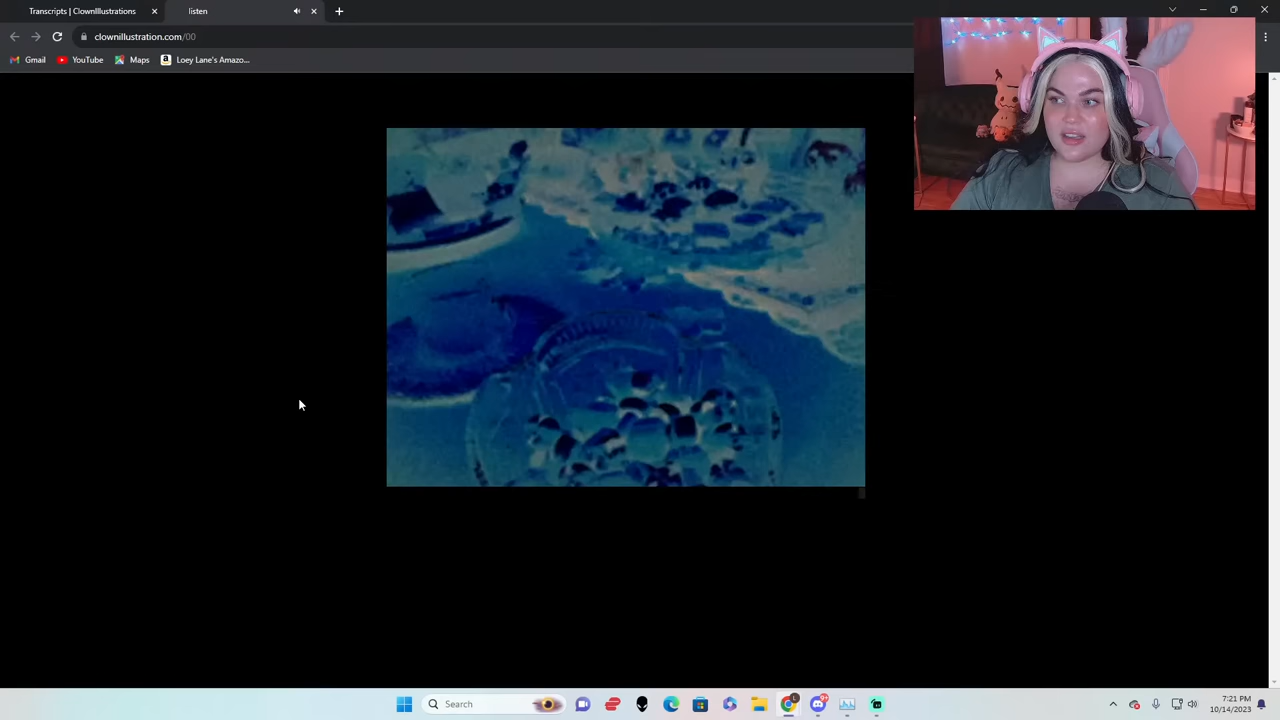 Transcripts | ClownIllustrations
listen
clownillustration.com/00
Gmail
YouTube
Maps
Loey Lane's Amazo...
Search
7:21 PM
10/14/2023